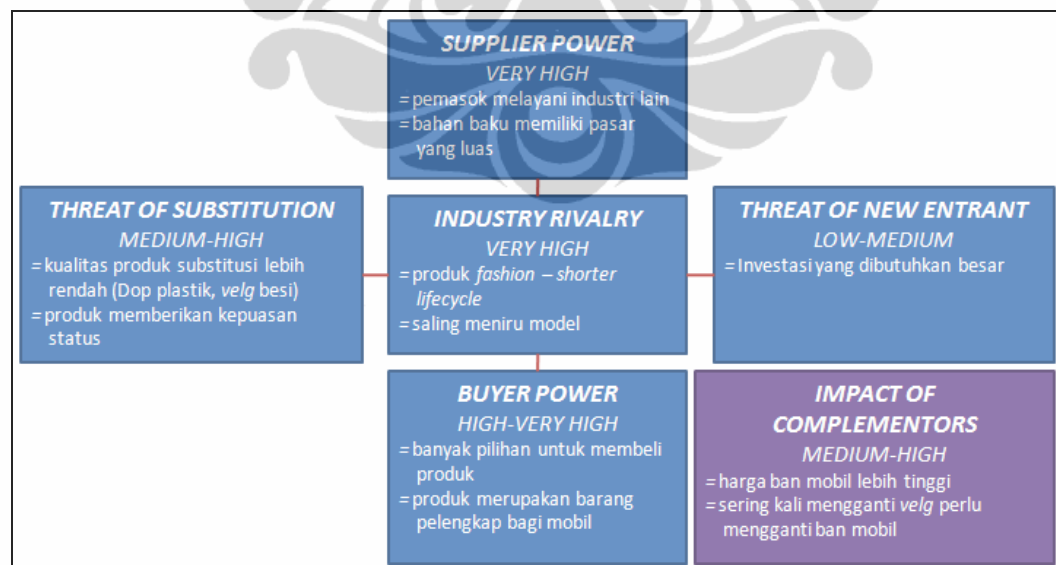 SUPPLIER POWER
VERY HIGH
= pemasok melayani industri lain
= bahan baku memiliki pasar
yang luas
THREAT OF SUBSTITUTION
MEDIUM-HIGH
= kualitas produk substitusi lebih
rendah (Dop plastik, velg besi)
= produk memberikan kepuasan
status
INDUSTRY RIVALRY
VERY HIGH
= produk fashion – shorter
lifecycle
= saling meniru model
THREAT OF NEW ENTRANT
LOW-MEDIUM
= Investasi yang dibutuhkan besar
BUYER POWER
HIGH-VERY HIGH
= banyak pilihan untuk membeli
produk
= produk merupakan barang
pelengkap bagi mobil
IMPACT OF
COMPLEMENTORS
MEDIUM-HIGH
= harga ban mobil lebih tinggi
= sering kali mengganti velg perlu
mengganti ban mobil